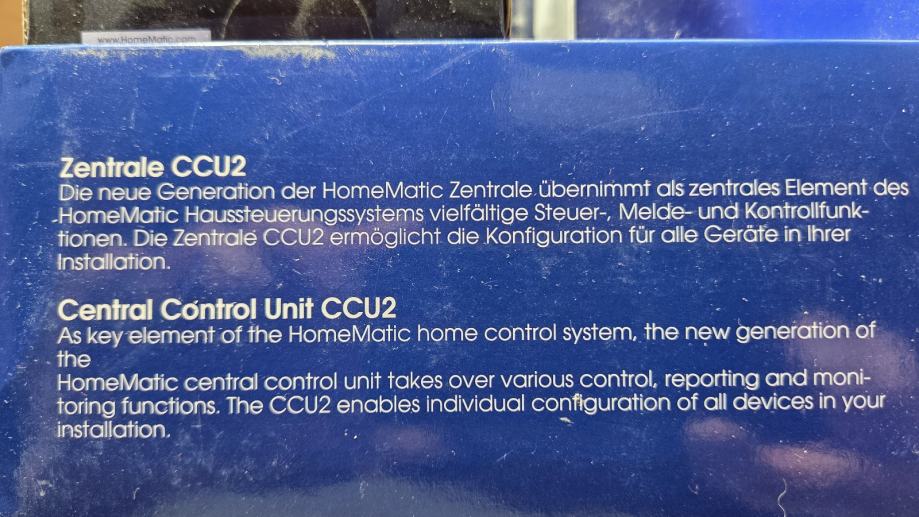 www.HomeMatic.com
Zentrale CCU2
Die neue Generation der HomeMatic Zentrale übernimmt als zentrales Element des
HomeMatic Haussteuerungssystems vielfältige Steuer-, Melde- und Kontrollfunk-
tionen. Die Zentrale CCU2 ermöglicht die Konfiguration für alle Geräte in Ihrer
Installation.
Central Control Unit CCU2
As key element of the HomeMatic home control system, the new generation of
the
HomeMatic central control unit takes over various control, reporting and moni-
toring functions. The CCU2 enables individual configuration of all devices in your
installation.